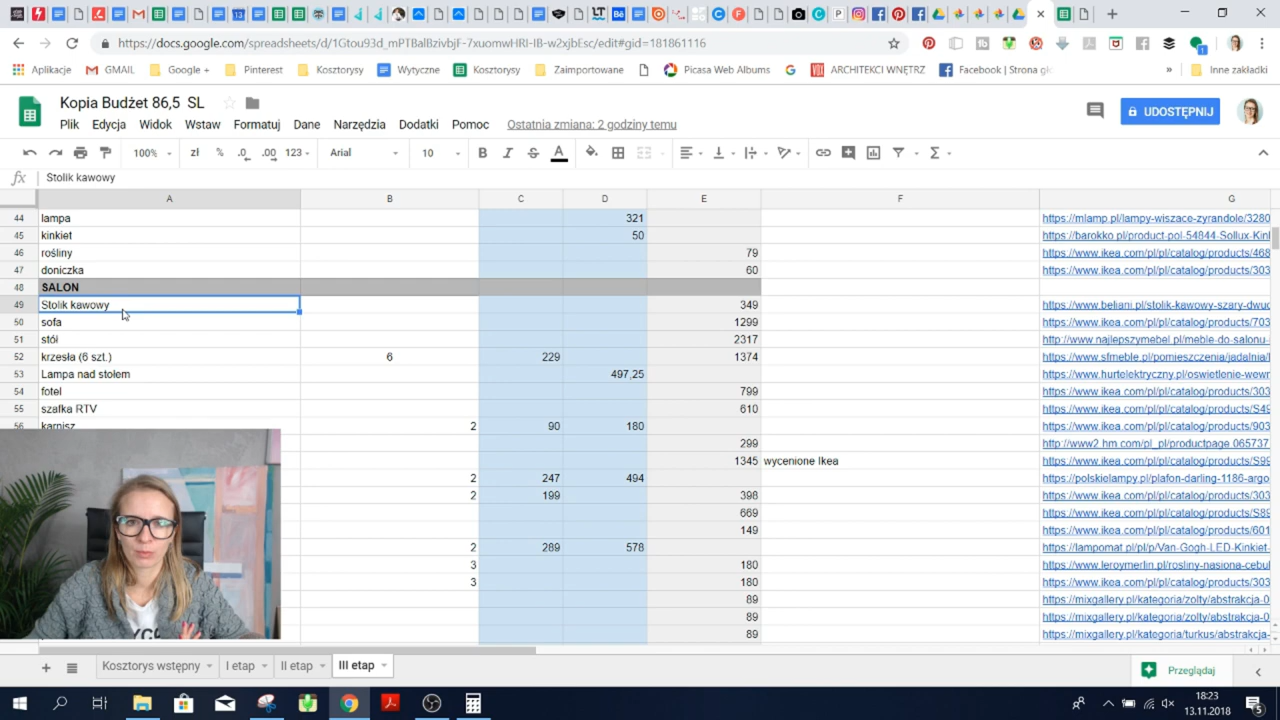 https://docs.google.com/spreadsheets/d/1Gtou93d_mPTBalBzivbjF-7xuomwHRI-IB-w2xjbEsc/edit#gid=181861116
Aplikacje GMAIL Google + Pinterest Kosztorysy Wytyczne Kosztorysy Zaimportowane Picasa Web Albums ARCHITEKCI WNĘTRZ Facebook | Strona » Inne zakładki
Kopia Budżet 86,5 SL
Plik Edycja Widok Wstaw Formatuj Dane Narzędzia Dodatki Pomoc Ostatnia zmiana: 2 godziny temu
UDOSTĘPNIJ
100% zł % .0 .00 123 Arial 10 B I S A
fx Stolik kawowy
A B C D E F G
44 lampa 321 https://mlamp.pl/lampy-wiszace-zyrandole/3280
45 kinkiet 50 https://barokko.pl/product-pol-54844-Sollux-Kinl
46 rośliny 79 https://www.ikea.com/pl/pl/catalog/products/468
47 doniczka 60 https://www.ikea.com/pl/pl/catalog/products/303
48 SALON
49 Stolik kawowy 349 https://www.beliani.pl/stolik-kawowy-szary-dwuc
50 sofa 1299 https://www.ikea.com/pl/pl/catalog/products/703
51 stół 2317 http://www.najlepszymebel.pl/meble-do-salonu-
52 krzesła (6 szt.) 6 229 1374 https://www.sfmeble.pl/pomieszczenia/jadalnia/
53 Lampa nad stołem 497,25 https://www.hurtelektryczny.pl/oswietlenie-wewn
54 fotel 799 https://www.ikea.com/pl/pl/catalog/products/303
55 szafka RTV 610 https://www.ikea.com/pl/pl/catalog/products/S49
56 karnisz 2 90 180 https://www.ikea.com/pl/pl/catalog/products/903
299 http://www2.hm.com/pl_pl/productpage.065737
1345 wycenione Ikea https://www.ikea.com/pl/pl/catalog/products/S99
2 247 494 https://polskielampy.pl/plafon-darling-1186-argo
2 199 398 https://www.ikea.com/pl/pl/catalog/products/303
669 https://www.ikea.com/pl/pl/catalog/products/S89
149 https://www.ikea.com/pl/pl/catalog/products/601
2 289 578 https://lampomat.pl/pl/p/Van-Gogh-LED-Kinkiet-
3 180 https://www.leroymerlin.pl/rosliny-nasiona-cebul
3 180 https://www.ikea.com/pl/pl/catalog/products/303
89 https://mixgallery.pl/kategoria/zolty/abstrakcja-0
89 https://mixgallery.pl/kategoria/zolty/abstrakcja-0
89 https://mixgallery.pl/kategoria/turkus/abstrakcja-
Kosztorys wstępny I etap II etap III etap Przeglądaj
18:23
13.11.2018
5